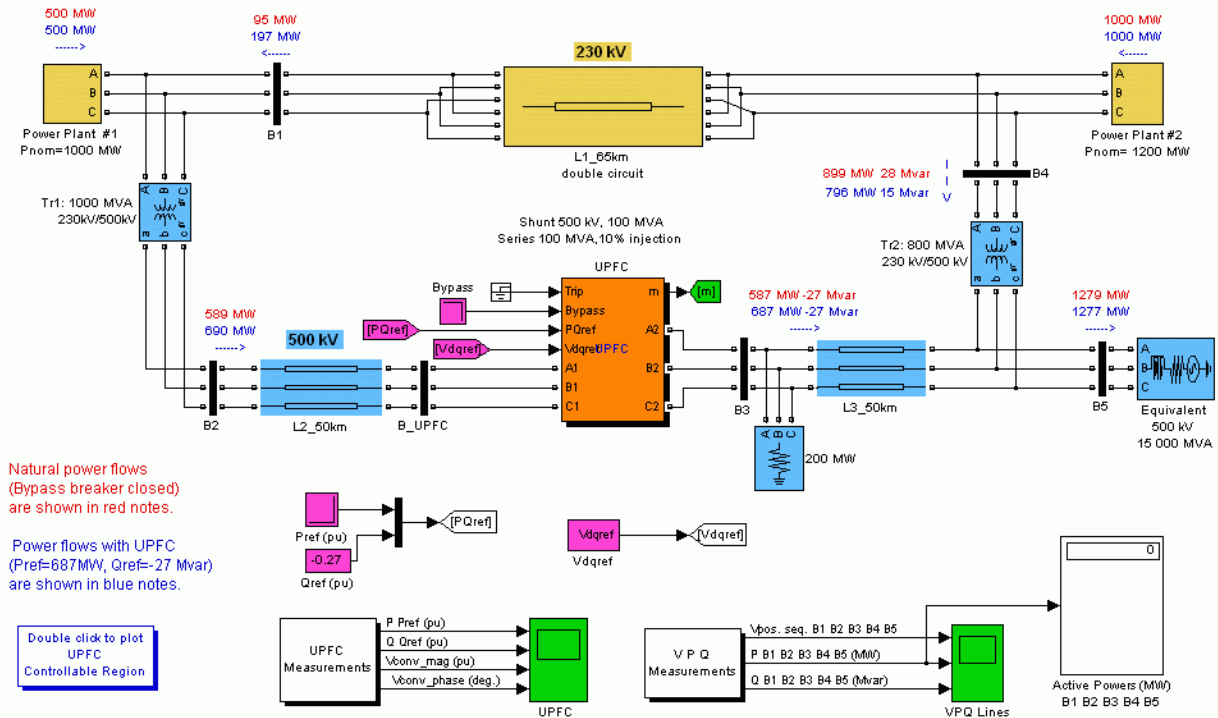 500 MW
500 MW
------>
95 MW
197 MW
<------
230 kV
1000 MW
1000 MW
<------
A
B
C
Power Plant #1
Pnom=1000 MW
B1
L1_65km
double circuit
A
B
C
Power Plant #2
Pnom= 1200 MW
899 MW 28 Mvar
796 MW 15 Mvar
B4
Tr1: 1000 MVA
230kV/500kV
A B C
a b c
Shunt 500 kV, 100 MVA
Series 100 MVA,10% injection
UPFC
Tr2: 800 MVA
230 kV/500 kV
A B C
a b c
Bypass
Trip
Bypass
PQref
Vdqref
UPFC
A1
B1
C1
m
A2
B2
C2
[m]
[PQref]
[Vdqref]
589 MW
690 MW
------>
500 kV
587 MW -27 Mvar
687 MW -27 Mvar
------>
1279 MW
1277 MW
------>
B2
L2_50km
B_UPFC
B3
L3_50km
B5
A
B
C
Equivalent
500 kV
15 000 MVA
A B C
200 MW
Natural power flows
(Bypass breaker closed)
are shown in red notes.
Power flows with UPFC
(Pref=687MW, Qref=-27 Mvar)
are shown in blue notes.
Pref (pu)
-0.27
Qref (pu)
[PQref]
Vdqref
Vdqref
[Vdqref]
0
Active Powers (MW)
B1 B2 B3 B4 B5
Double click to plot
UPFC
Controllable Region
UPFC
Measurements
P Pref (pu)
Q Qref (pu)
Vconv_mag (pu)
Vconv_phase (deg.)
UPFC
V P Q
Measurements
Vpos. seq. B1 B2 B3 B4 B5
P B1 B2 B3 B4 B5 (MW)
Q B1 B2 B3 B4 B5 (Mvar)
VPQ Lines